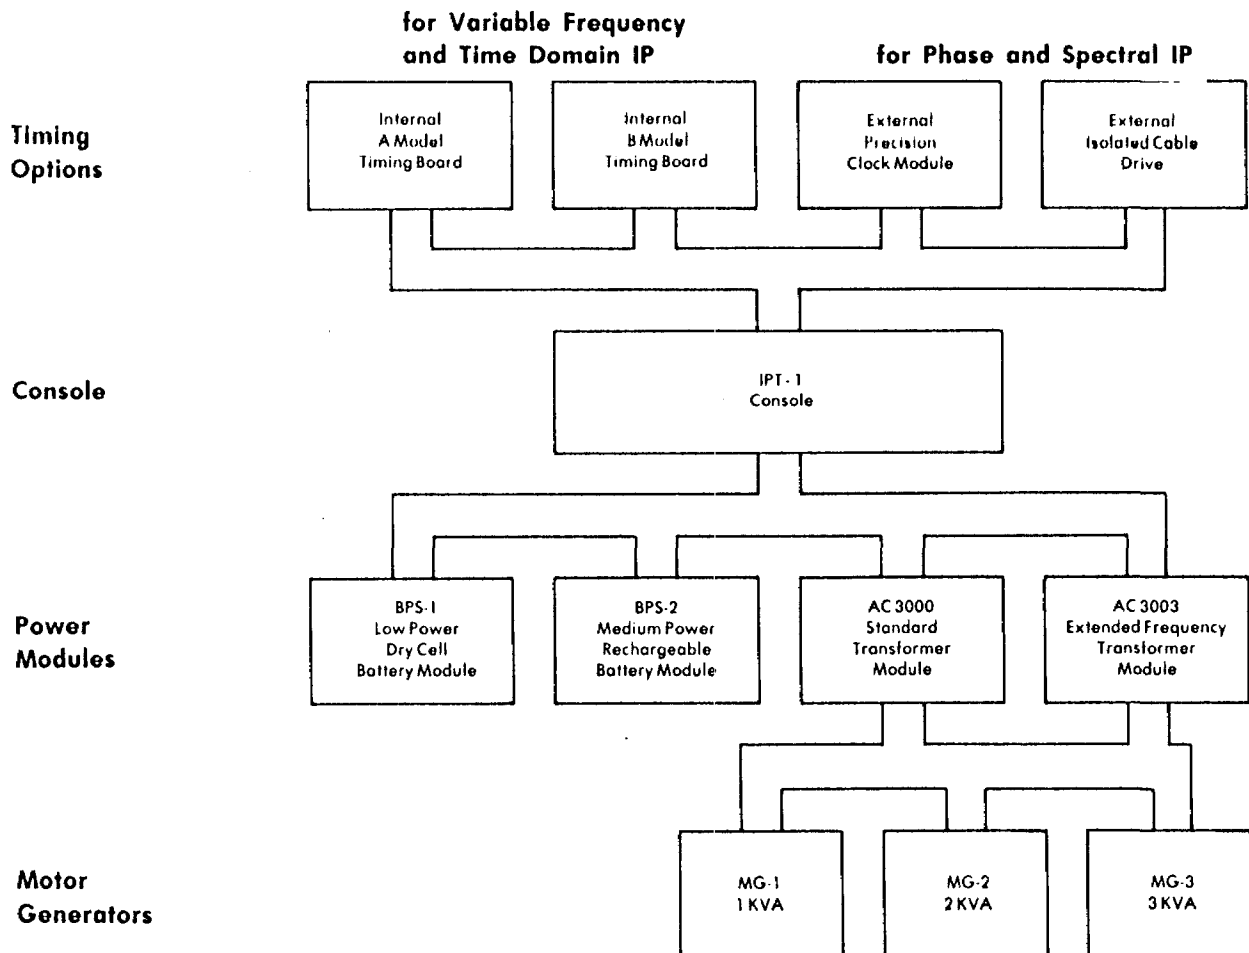 for Variable Frequency
and Time Domain IP
for Phase and Spectral IP
Timing
Options
Internal
A Model
Timing Board
Internal
B Model
Timing Board
External
Precision
Clock Module
External
Isolated Cable
Drive
Console
IPT-1
Console
Power
Modules
BPS-1
Low Power
Dry Cell
Battery Module
BPS-2
Medium Power
Rechargeable
Battery Module
AC 3000
Standard
Transformer
Module
AC 3003
Extended Frequency
Transformer
Module
Motor
Generators
MG-1
1 KVA
MG-2
2 KVA
MG-3
3 KVA